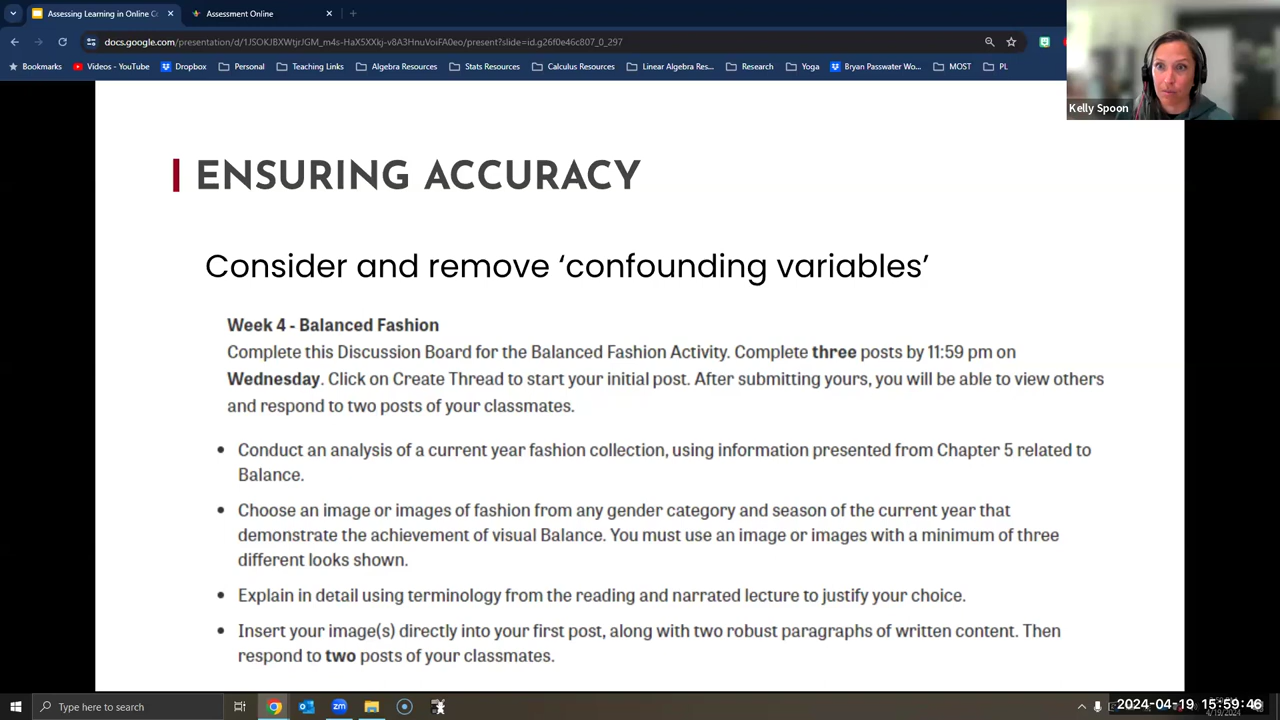 Assessing Learning in Online Co
Assessment Online
docs.google.com/presentation/d/1JSOKJBXWtjrJGM_m4s-HaX5XXkj-v8A3HnuVoiFA0eo/present?slide=id.g26f0e46c807_0_297
Bookmarks
Videos - YouTube
Dropbox
Personal
Teaching Links
Algebra Resources
Stats Resources
Calculus Resources
Linear Algebra Res...
Research
Yoga
Bryan Passwater Wo...
MOST
PL
Kelly Spoon
ENSURING ACCURACY
Consider and remove ‘confounding variables’
Week 4 - Balanced Fashion
Complete this Discussion Board for the Balanced Fashion Activity. Complete three posts by 11:59 pm on
Wednesday. Click on Create Thread to start your initial post. After submitting yours, you will be able to view others
and respond to two posts of your classmates.
• Conduct an analysis of a current year fashion collection, using information presented from Chapter 5 related to
Balance.
• Choose an image or images of fashion from any gender category and season of the current year that
demonstrate the achievement of visual Balance. You must use an image or images with a minimum of three
different looks shown.
• Explain in detail using terminology from the reading and narrated lecture to justify your choice.
• Insert your image(s) directly into your first post, along with two robust paragraphs of written content. Then
respond to two posts of your classmates.
Type here to search
zm
2024-04-19 15:59:46